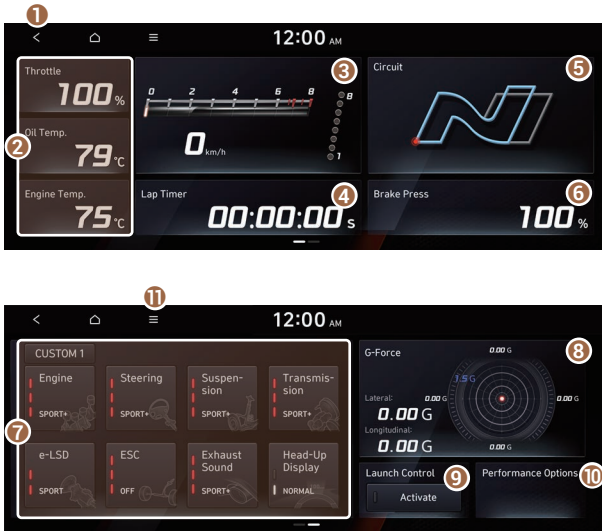 1
12:00 AM
2
Throttle
100 %
Oil Temp.
79 °C
Engine Temp.
75 °C
3
0 2 4 6 8
8
1
0 km/h
4
Lap Timer
00:00:00 s
5
Circuit
6
Brake Press
100 %
11
12:00 AM
7
CUSTOM 1
Engine
SPORT+
Steering
SPORT+
Suspen-
sion
SPORT+
Transmis-
sion
SPORT+
e-LSD
SPORT
ESC
OFF
Exhaust
Sound
SPORT+
Head-Up
Display
NORMAL
8
G-Force
0.00 G
1.5 G
Lateral:
0.00 G
0.00 G
0.00 G
Longitudinal:
0.00 G
0.00 G
9
Launch Control
Activate
10
Performance Options